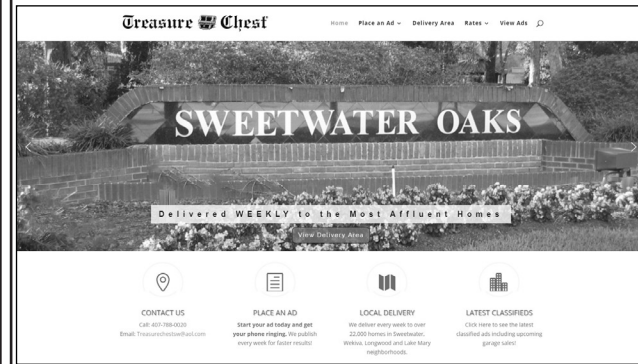 Treasure Chest
Home Place an Ad Delivery Area Rates View Ads
SWEETWATER OAKS
Delivered WEEKLY to the Most Affluent Homes
View Delivery Area
CONTACT US
Call: 407-788-0020
Email: Treasurechestsw@aol.com
PLACE AN AD
Start your ad today and get
your phone ringing. We publish
every week for faster results!
LOCAL DELIVERY
We deliver every week to over
22,000 homes in Sweetwater,
Wekiva, Longwood and Lake Mary
neighborhoods.
LATEST CLASSIFIEDS
Click Here to see the latest
classified ads including upcoming
garage sales!